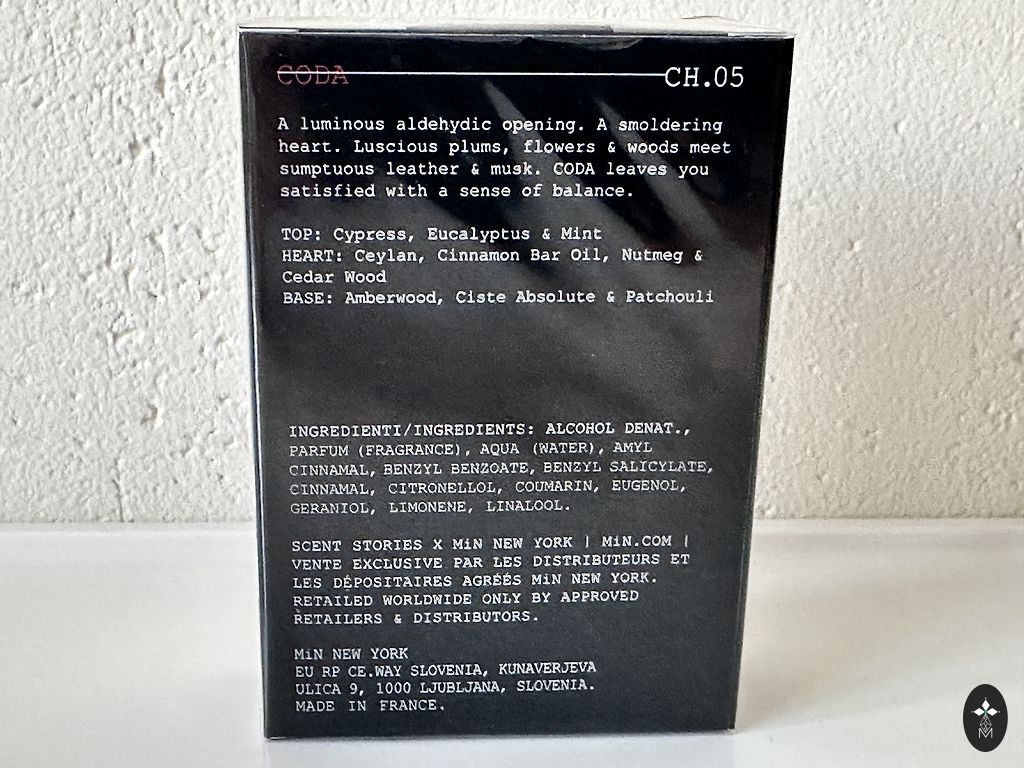 CODA CH.05
A luminous aldehydic opening. A smoldering
heart. Luscious plums, flowers & woods meet
sumptuous leather & musk. CODA leaves you
satisfied with a sense of balance.
TOP: Cypress, Eucalyptus & Mint
HEART: Ceylan, Cinnamon Bar Oil, Nutmeg &
Cedar Wood
BASE: Amberwood, Ciste Absolute & Patchouli
INGREDIENTI/INGREDIENTS: ALCOHOL DENAT.,
PARFUM (FRAGRANCE), AQUA (WATER), AMYL
CINNAMAL, BENZYL BENZOATE, BENZYL SALICYLATE,
CINNAMAL, CITRONELLOL, COUMARIN, EUGENOL,
GERANIOL, LIMONENE, LINALOOL.
SCENT STORIES X MiN NEW YORK | MiN.COM |
VENTE EXCLUSIVE PAR LES DISTRIBUTEURS ET
LES DÉPOSITAIRES AGRÉÉS MiN NEW YORK.
RETAILED WORLDWIDE ONLY BY APPROVED
RETAILERS & DISTRIBUTORS.
MiN NEW YORK
EU RP CE.WAY SLOVENIA, KUNAVERJEVA
ULICA 9, 1000 LJUBLJANA, SLOVENIA.
MADE IN FRANCE.
M